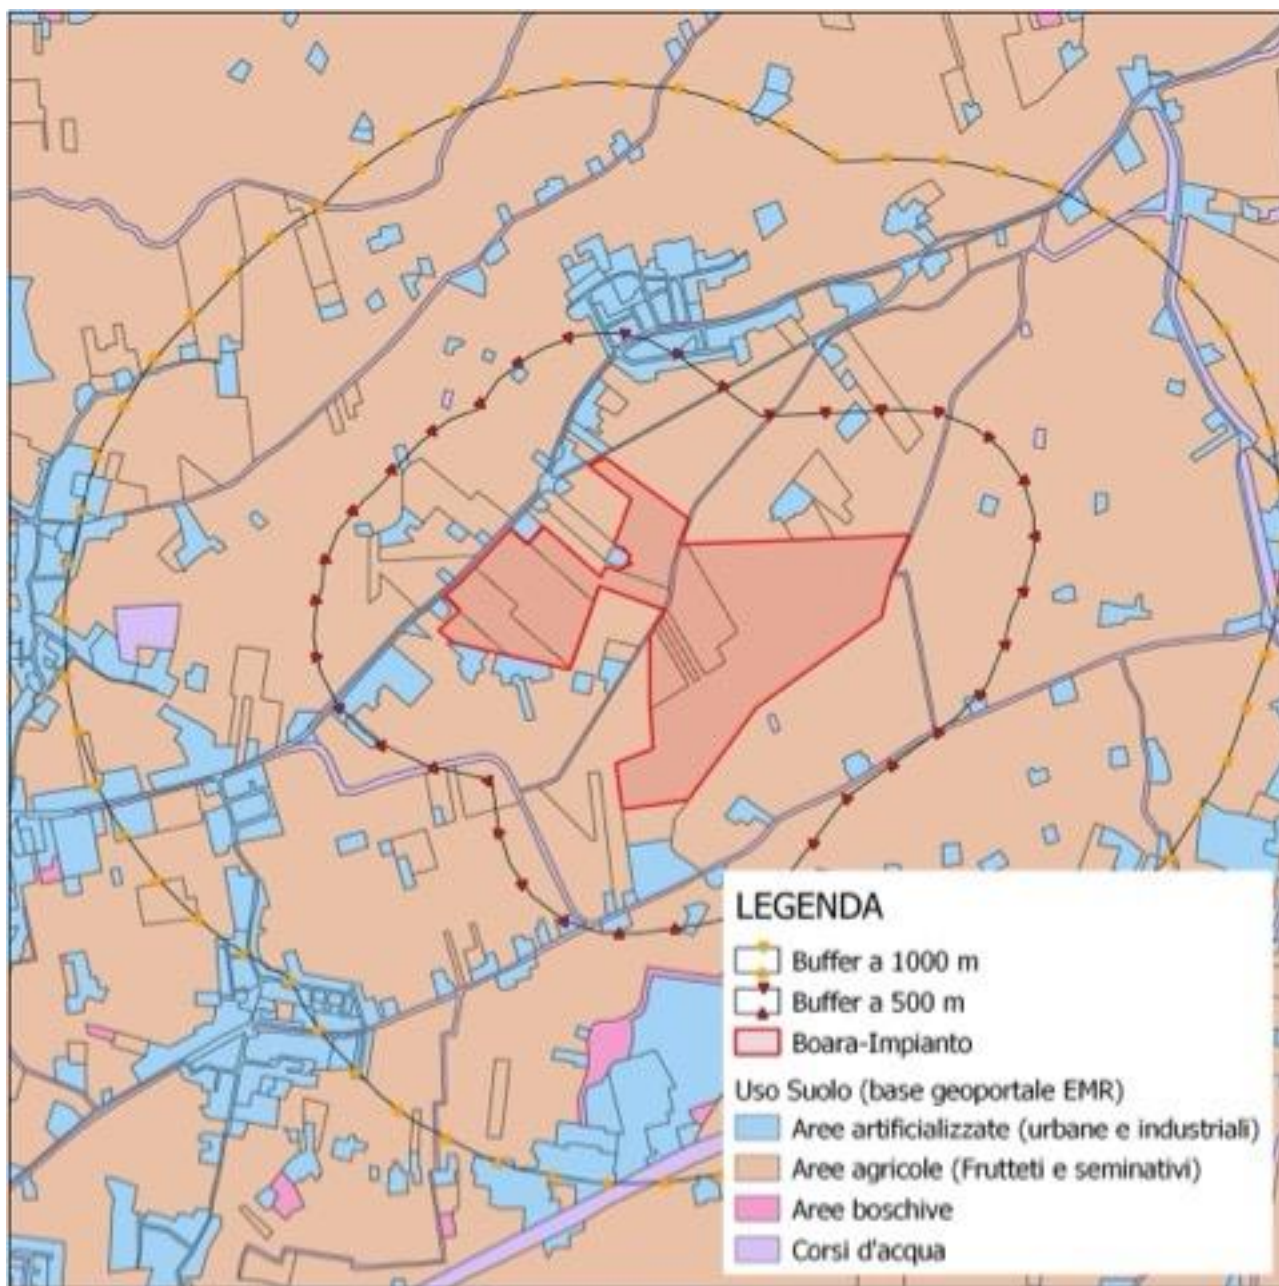 LEGENDA
Buffer a 1000 m
Buffer a 500 m
Boara-Impianto
Uso Suolo (base geoportale EMR)
Aree artificializzate (urbane e industriali)
Aree agricole (Frutteti e seminativi)
Aree boschive
Corsi d'acqua